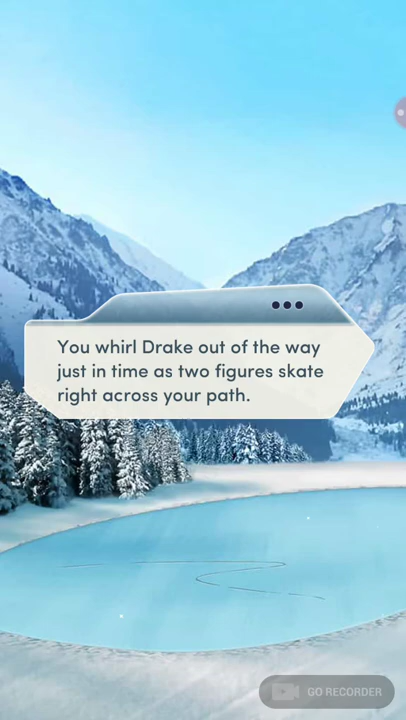 You whirl Drake out of the way
just in time as two figures skate
right across your path.
GO RECORDER